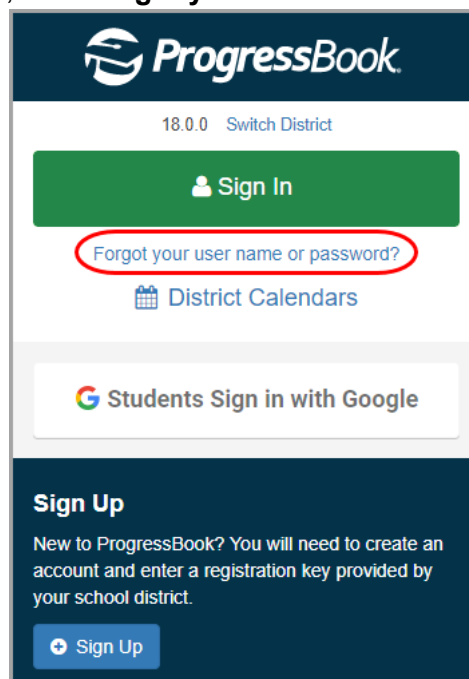 ProgressBook
18.0.0 Switch District
Sign In
Forgot your user name or password?
District Calendars
Students Sign in with Google
Sign Up
New to ProgressBook? You will need to create an
account and enter a registration key provided by
your school district.
Sign Up